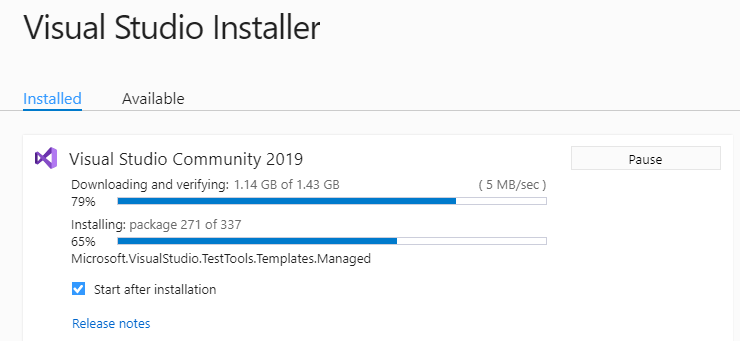 Visual Studio Installer
Installed Available
Visual Studio Community 2019 Pause
Downloading and verifying: 1.14 GB of 1.43 GB ( 5 MB/sec )
79%
Installing: package 271 of 337
65%
Microsoft.VisualStudio.TestTools.Templates.Managed
Start after installation
Release notes